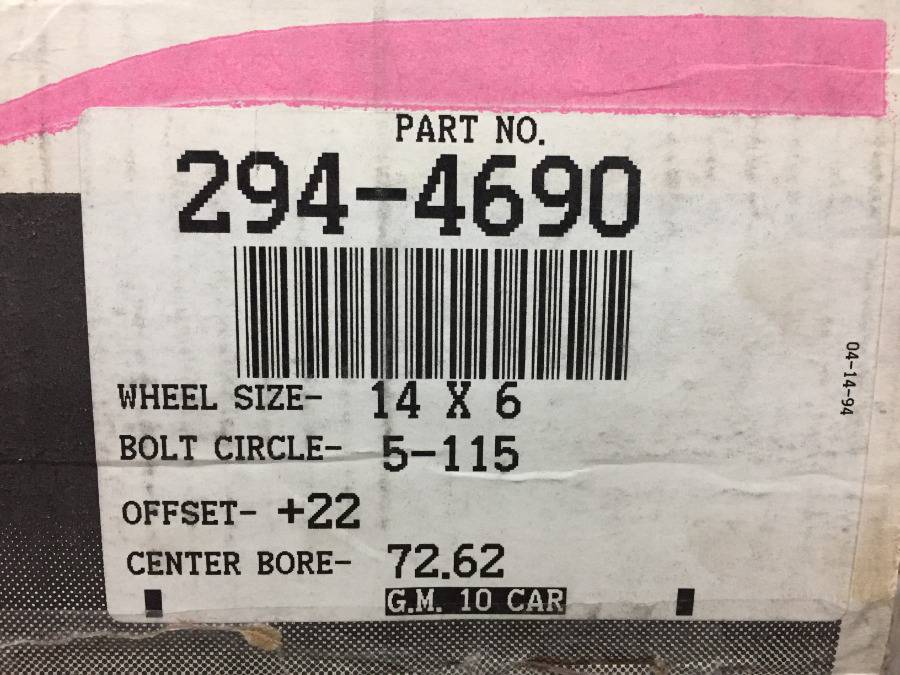 PART NO.
294-4690
WHEEL SIZE- 14 X 6
BOLT CIRCLE- 5-115
OFFSET- +22
CENTER BORE- 72.62
G.M. 10 CAR
04-14-94